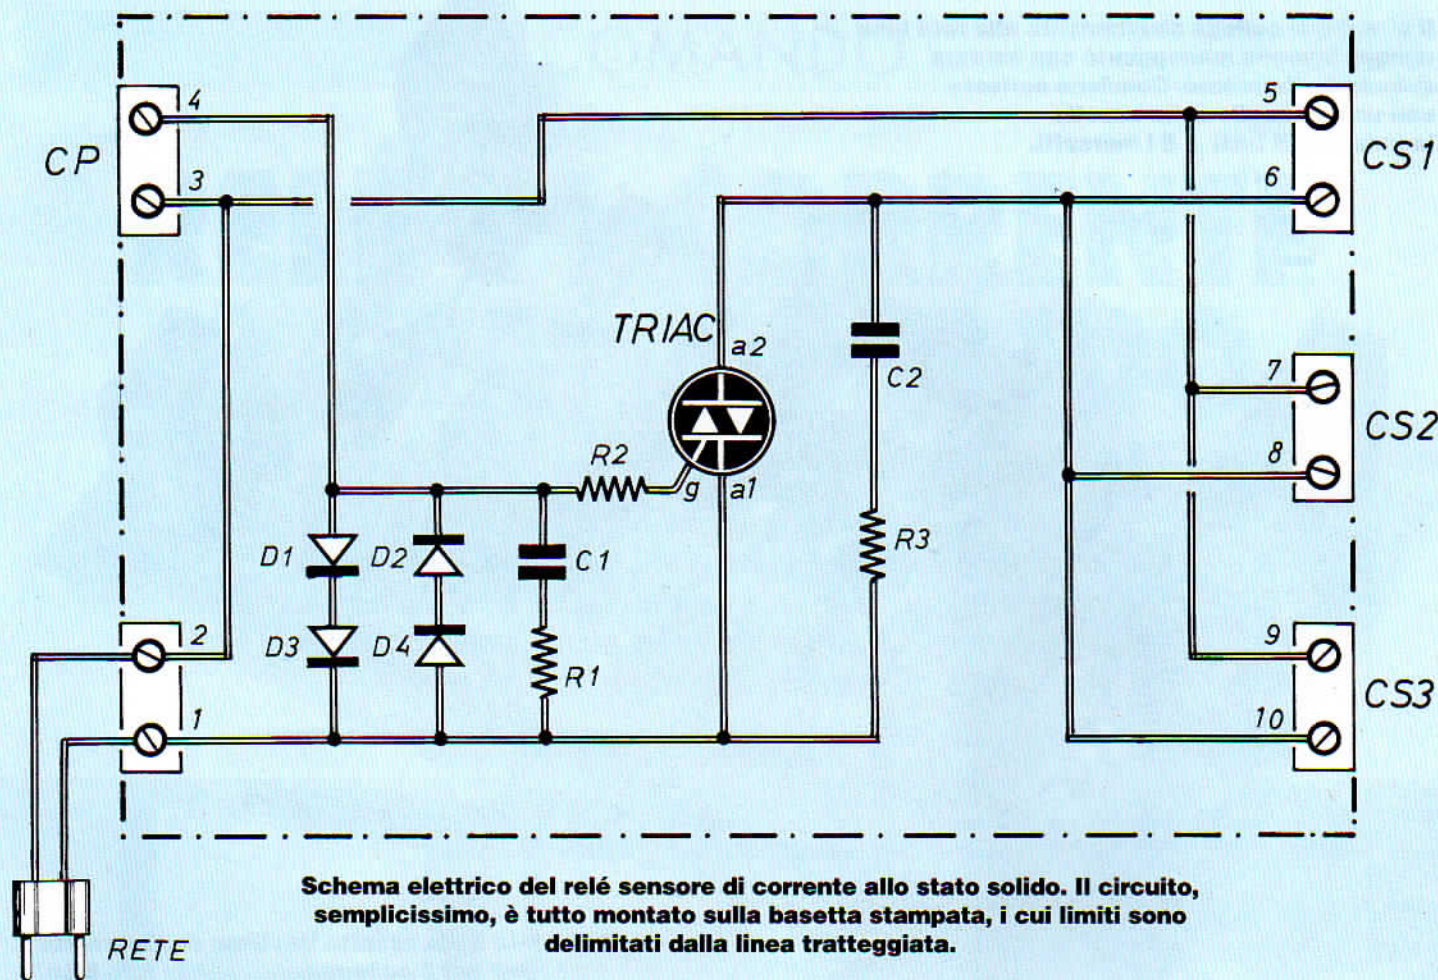 4
CP
3
5
CS1
6
TRIAC
a2
C2
7
CS2
8
R2
g
a1
D1
D2
C1
R3
D3
D4
R1
2
1
9
CS3
10
RETE
Schema elettrico del relé sensore di corrente allo stato solido. Il circuito,
semplicissimo, è tutto montato sulla basetta stampata, i cui limiti sono
delimitati dalla linea tratteggiata.